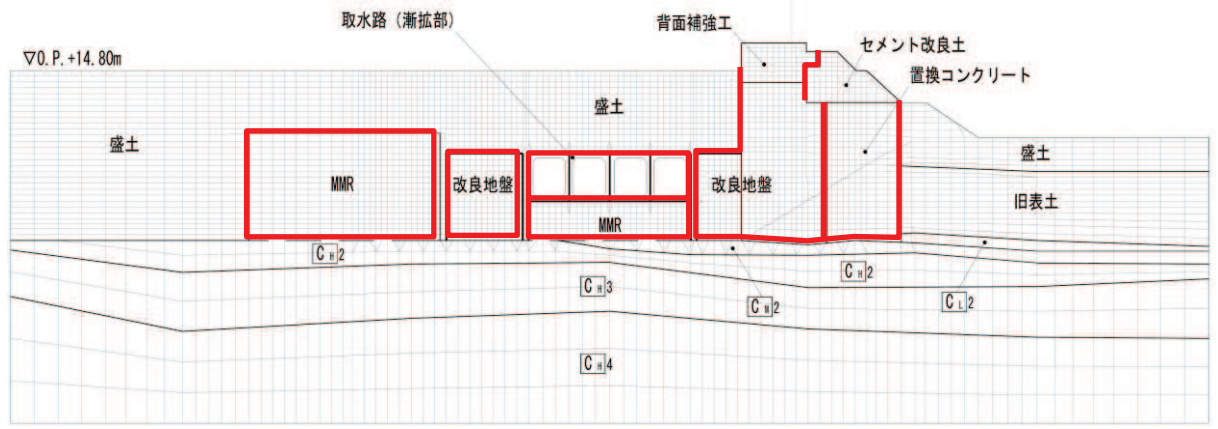 取水路（漸拡部）
背面補強工
▽O.P.+14.80m
セメント改良土
置換コンクリート
盛土
盛土
盛土
MMR
改良地盤
改良地盤
MMR
旧表土
CH2
CH2
CH3
CM2
CL2
CH4